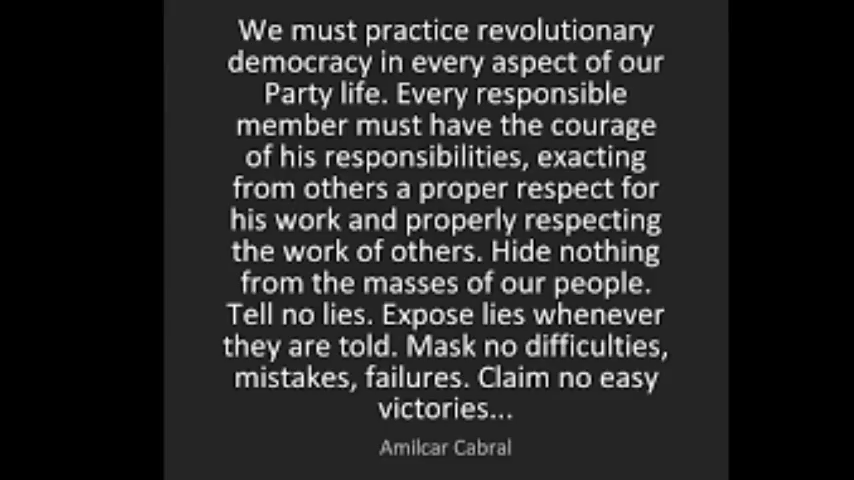 We must practice revolutionary
democracy in every aspect of our
Party life. Every responsible
member must have the courage
of his responsibilities, exacting
from others a proper respect for
his work and properly respecting
the work of others. Hide nothing
from the masses of our people.
Tell no lies. Expose lies whenever
they are told. Mask no difficulties,
mistakes, failures. Claim no easy
victories...
Amilcar Cabral